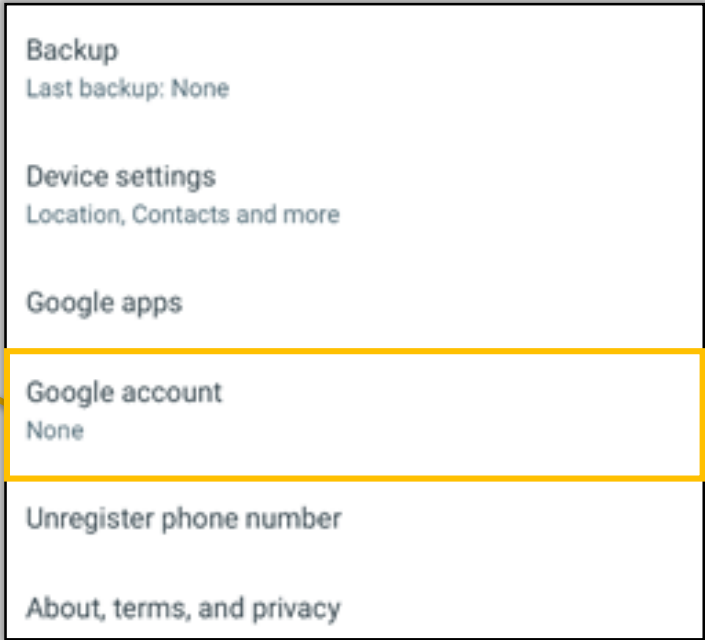 Backup
Last backup: None
Device settings
Location, Contacts and more
Google apps
Google account
None
Unregister phone number
About, terms, and privacy